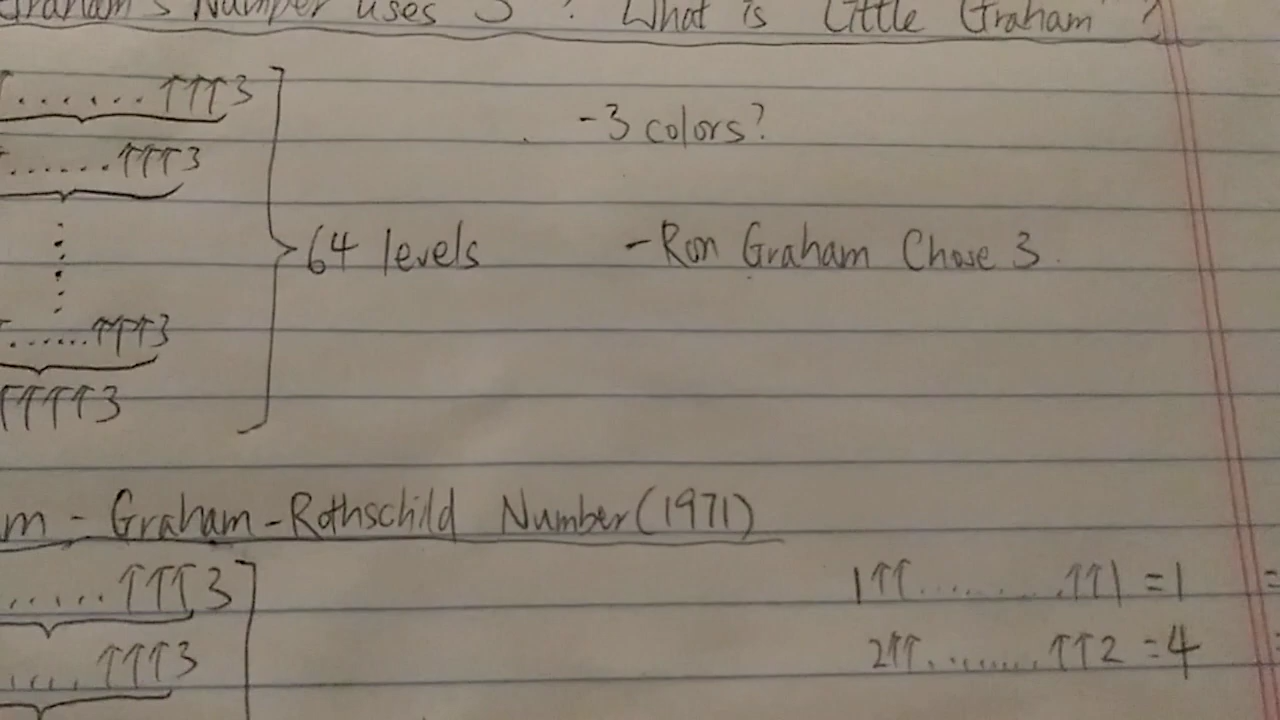 Graham's Number uses 3? What is Little Graham?
......↑↑↑3
-3 colors?
↑......↑↑↑3
64 levels
-Ron Graham Chose 3.
↑......↑↑↑3
↑↑↑↑3
m - Graham-Rothschild Number (1971)
......↑↑↑3
1↑↑.........↑↑1 =1 =
.....↑↑↑3
2↑↑.........↑↑2 =4